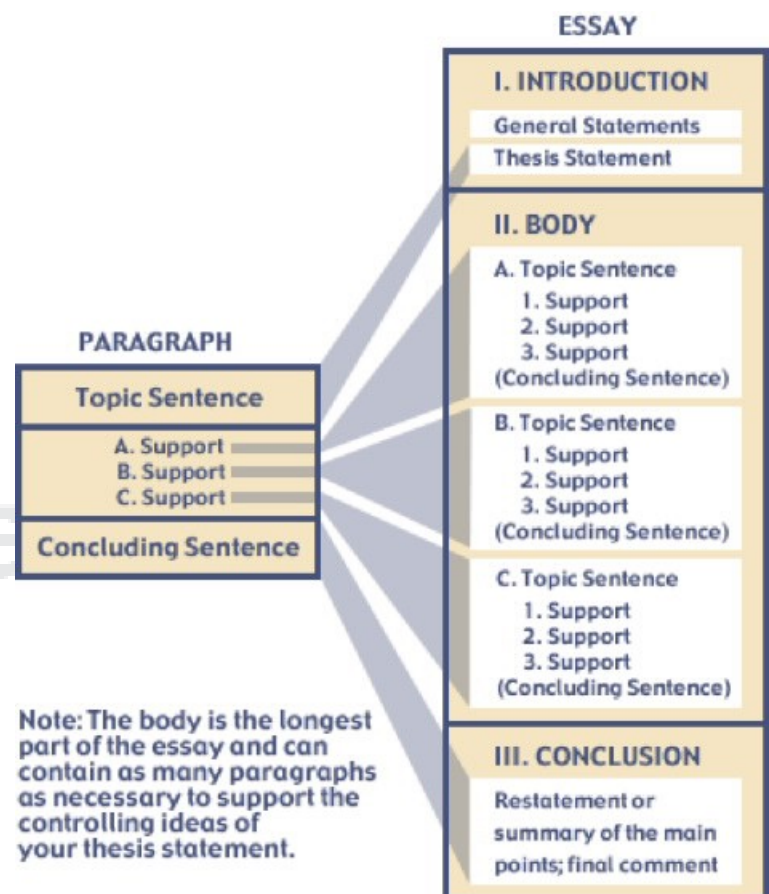 ESSAY
I. INTRODUCTION
General Statements
Thesis Statement
II. BODY
A. Topic Sentence
1. Support
2. Support
3. Support
(Concluding Sentence)
B. Topic Sentence
1. Support
2. Support
3. Support
(Concluding Sentence)
C. Topic Sentence
1. Support
2. Support
3. Support
(Concluding Sentence)
III. CONCLUSION
Restatement or
summary of the main
points; final comment
PARAGRAPH
Topic Sentence
A. Support
B. Support
C. Support
Concluding Sentence
Note: The body is the longest
part of the essay and can
contain as many paragraphs
as necessary to support the
controlling ideas of
your thesis statement.